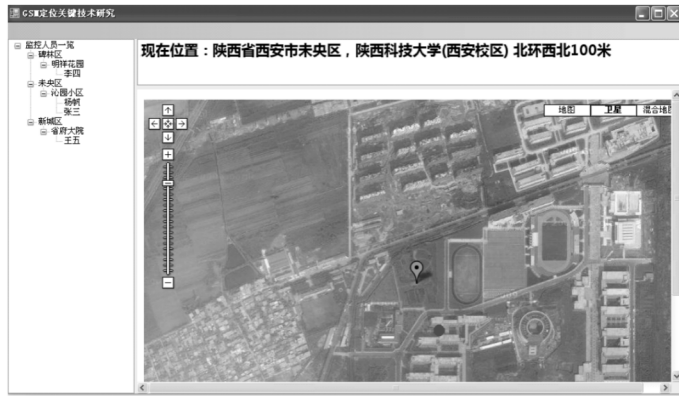 GSM定位关键技术研究
监控人员一览
碑林区
明祥花园
李四
未央区
沁园小区
杨帆
张三
新城区
省府大院
王五
现在位置：陕西省西安市未央区，陕西科技大学(西安校区) 北环西北100米
地图 卫星 混合地图